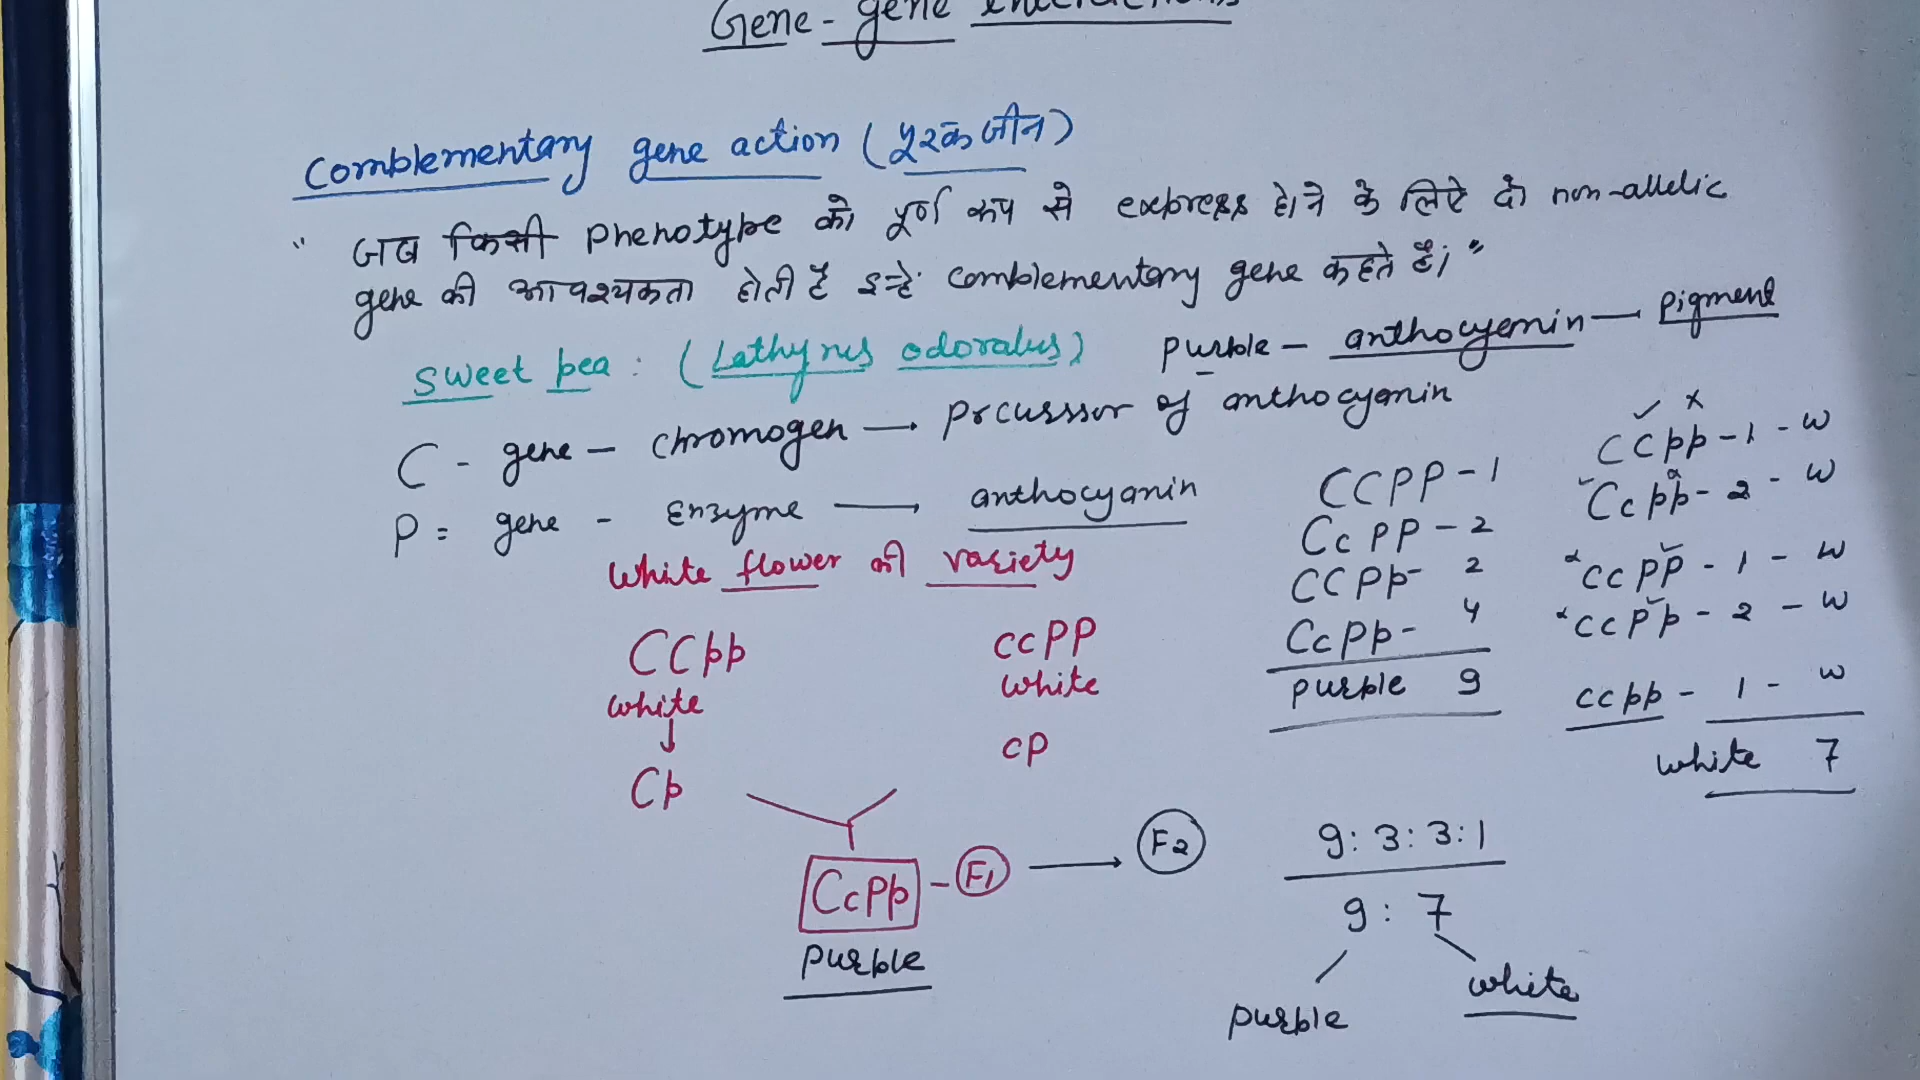 Gene-gene interactions
Complementary gene action (पूरक जीन)
" जब किसी Phenotype को पूर्ण रूप से express होने के लिऐ दो non-allelic
gene की आवश्यकता होती है इन्हे complementary gene कहते हैं। "
Sweet pea : (Lathyrus odoratus) Purple - anthocyanin — Pigment
C - gene - chromogen → Prcusssor of anthocyanin
P = gene - Enzyme → anthocyanin
White flower की variety
CCpp ccPP
white white
↓
Cp cP
CcPp - F1 → F2
Purple
CCPP - 1
CcPP - 2
CCPp - 2
CcPp - 4
Purple 9
✓ x
CCpp - 1 - W
Ccpp - 2 - W
ccPP - 1 - W
ccPp - 2 - W
ccpp - 1 - W
white 7
9:3:3:1
9 : 7
purple white